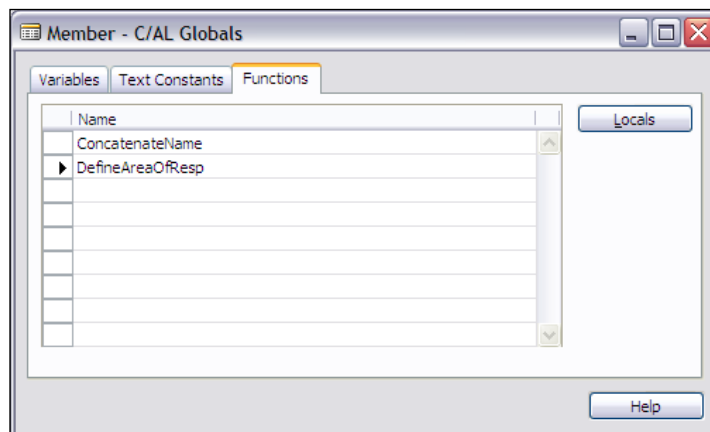 Member - C/AL Globals
Variables Text Constants Functions
Name
Locals
ConcatenateName
DefineAreaOfResp
Help